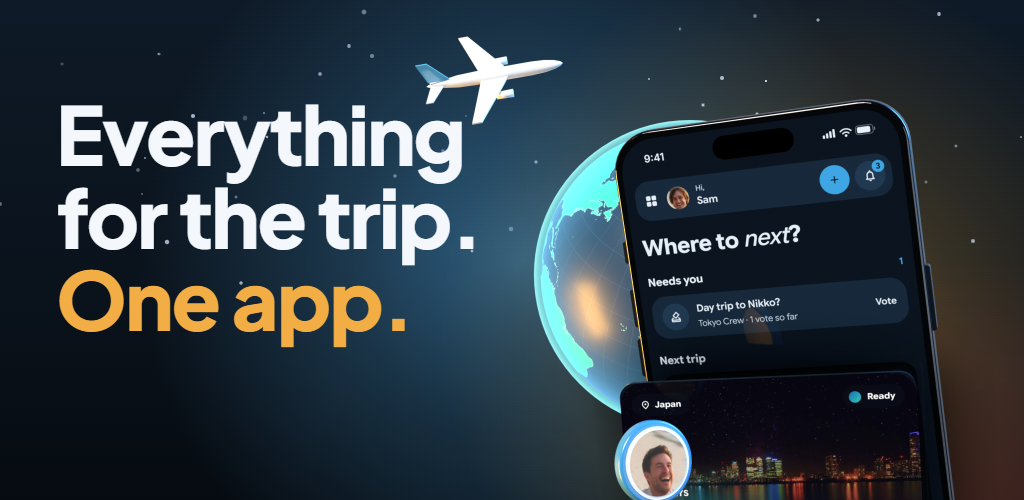 Everything
for the trip.
One app.
9:41
Hi,
Sam
3
Where to next?
Needs you
1
Day trip to Nikko?
Tokyo Crew · 1 vote so far
Vote
Next trip
Japan
Ready